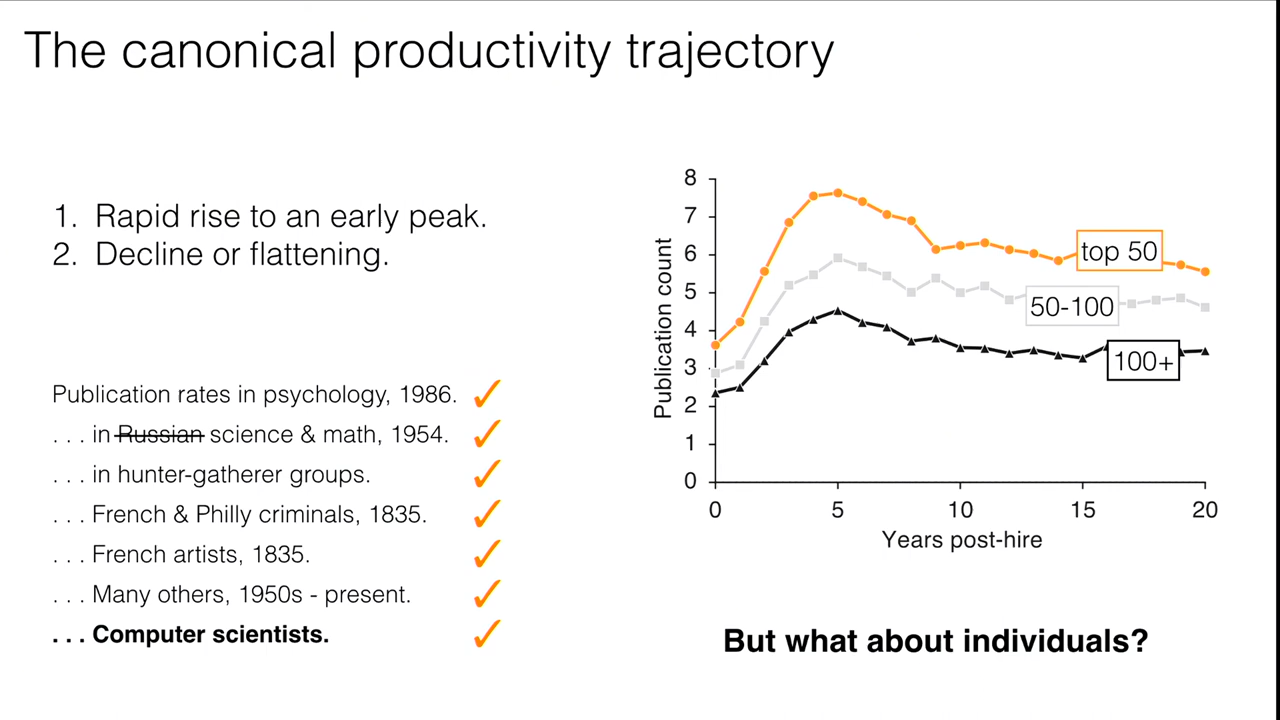 The canonical productivity trajectory
1. Rapid rise to an early peak.
2. Decline or flattening.
Publication rates in psychology, 1986. ✓
. . . in Russian science & math, 1954. ✓
. . . in hunter-gatherer groups. ✓
. . . French & Philly criminals, 1835. ✓
. . . French artists, 1835. ✓
. . . Many others, 1950s - present. ✓
. . . Computer scientists. ✓
Publication count
8
7
6
5
4
3
2
1
0
top 50
50-100
100+
0 5 10 15 20
Years post-hire
But what about individuals?